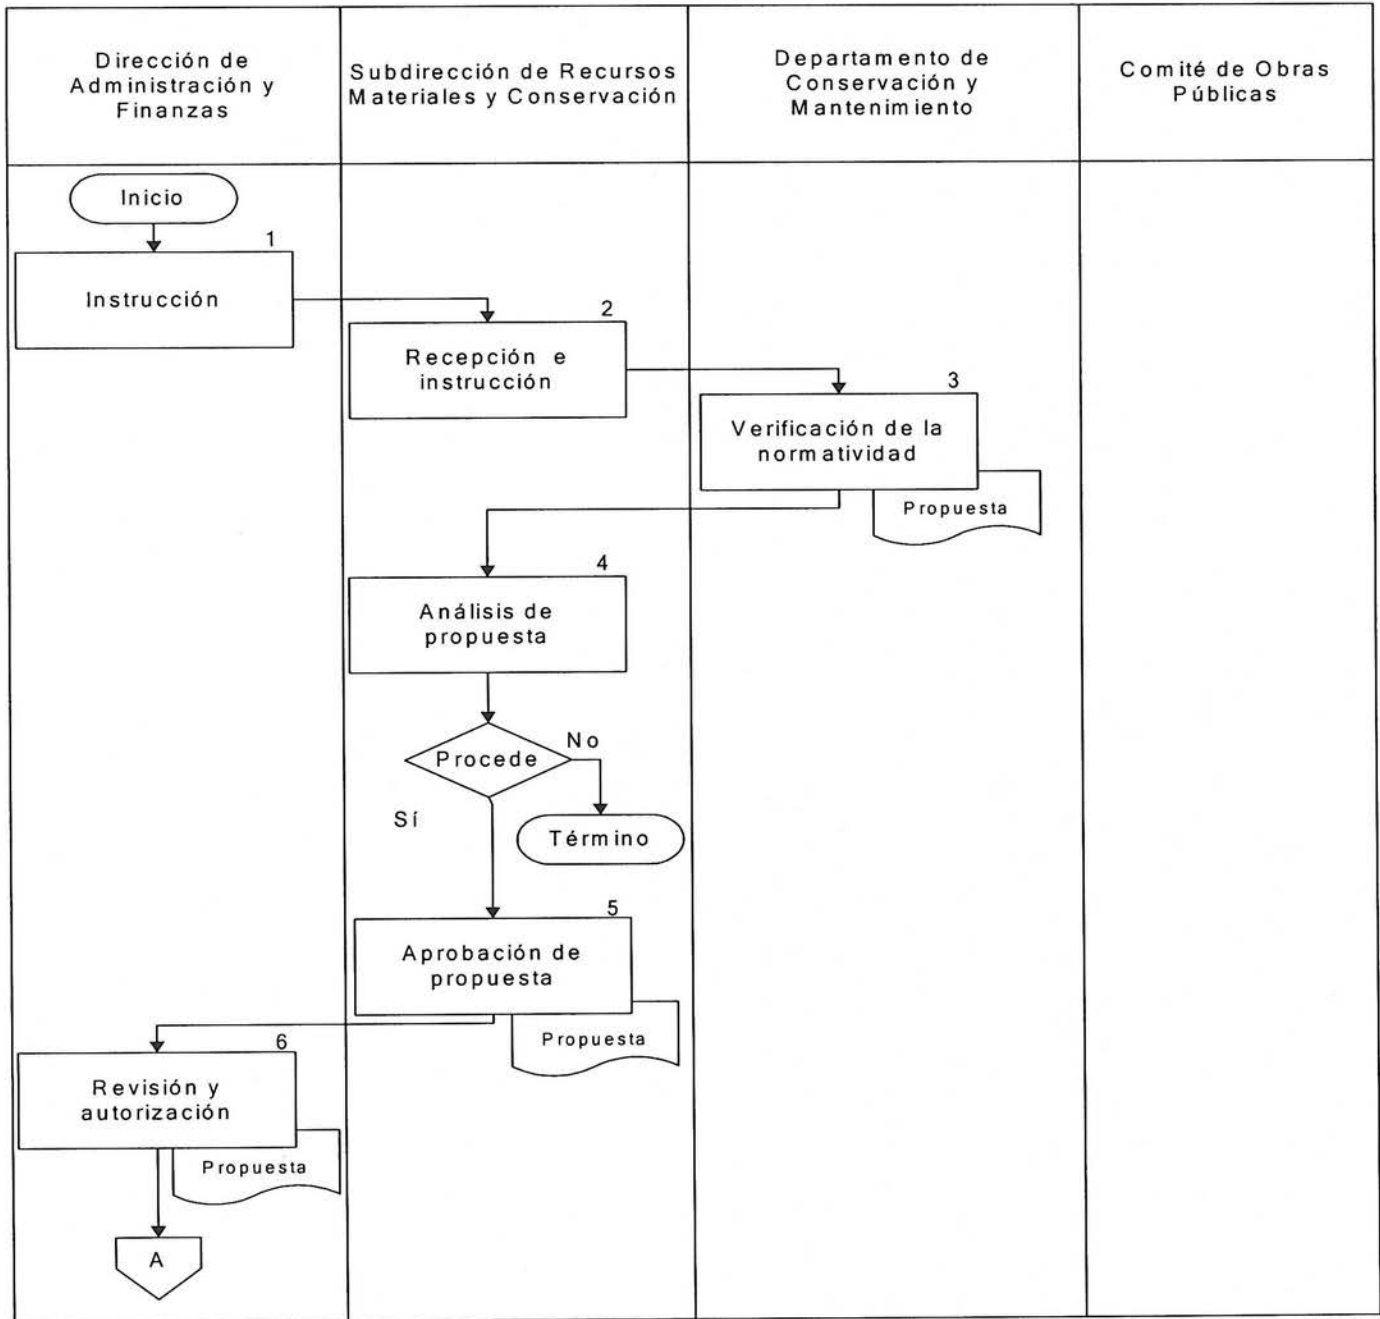 Dirección de
Administración y
Finanzas
Subdirección de Recursos
Materiales y Conservación
Departamento de
Conservación y
Mantenimiento
Comité de Obras
Públicas
Inicio
1
Instrucción
2
Recepción e
instrucción
3
Verificación de la
normatividad
Propuesta
4
Análisis de
propuesta
Procede
No
Sí
Término
5
Aprobación de
propuesta
Propuesta
6
Revisión y
autorización
Propuesta
A